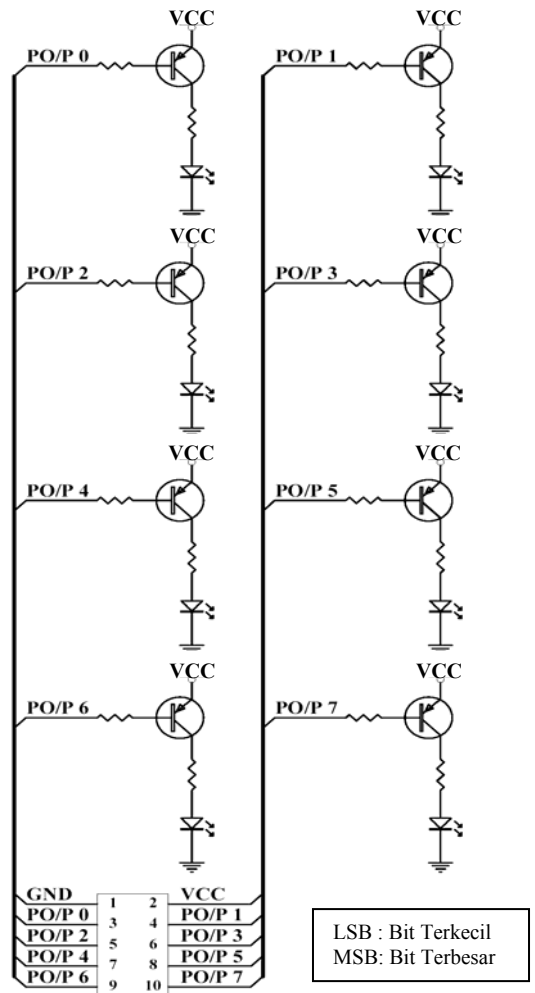 VCC VCC
PO/P 0 PO/P 1
VCC VCC
PO/P 2 PO/P 3
VCC VCC
PO/P 4 PO/P 5
VCC VCC
PO/P 6 PO/P 7
GND 1 2 VCC
PO/P 0 3 4 PO/P 1
PO/P 2 5 6 PO/P 3
PO/P 4 7 8 PO/P 5
PO/P 6 9 10 PO/P 7
LSB : Bit Terkecil
MSB: Bit Terbesar